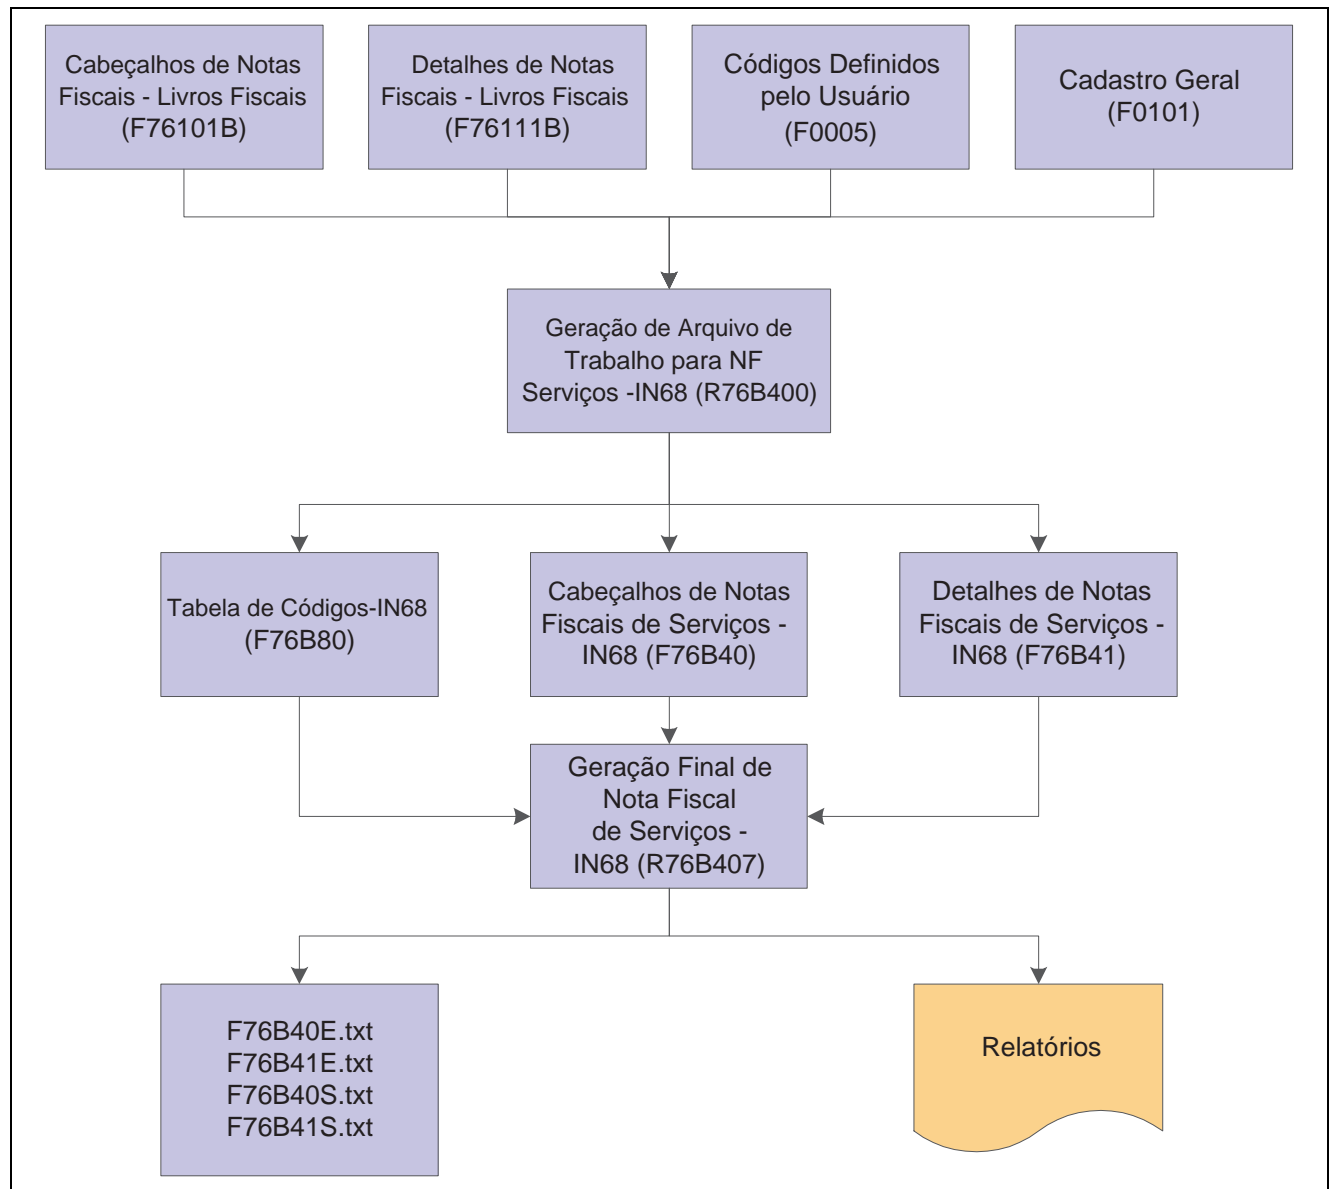 Cabeçalhos de Notas
Fiscais - Livros Fiscais
(F76101B)
Detalhes de Notas
Fiscais - Livros Fiscais
(F76111B)
Códigos Definidos
pelo Usuário
(F0005)
Cadastro Geral
(F0101)
Geração de Arquivo de
Trabalho para NF
Serviços -IN68 (R76B400)
Tabela de Códigos-IN68
(F76B80)
Cabeçalhos de Notas
Fiscais de Serviços -
IN68 (F76B40)
Detalhes de Notas
Fiscais de Serviços -
IN68 (F76B41)
Geração Final de
Nota Fiscal
de Serviços -
IN68 (R76B407)
F76B40E.txt
F76B41E.txt
F76B40S.txt
F76B41S.txt
Relatórios